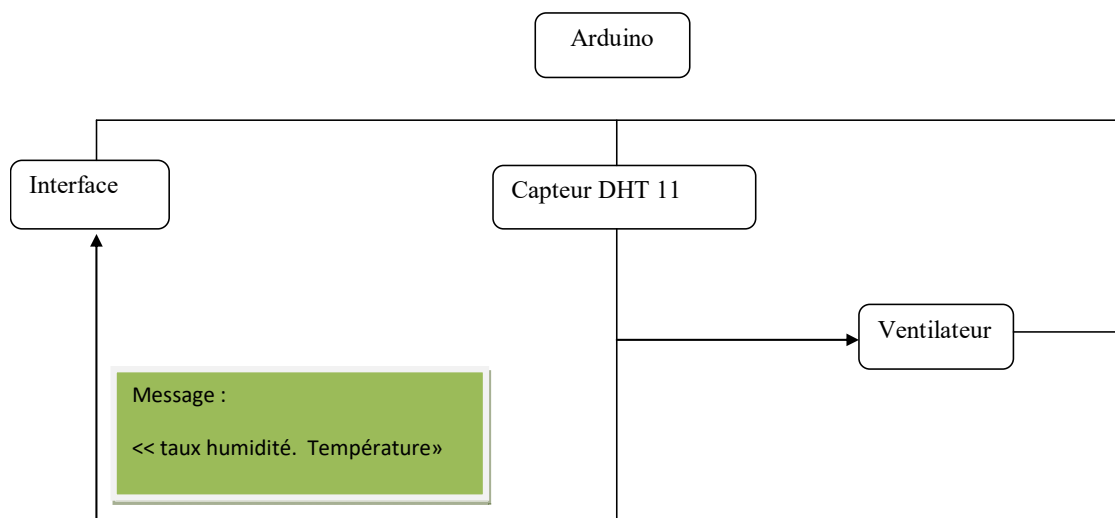 Arduino
Interface
Capteur DHT 11
Ventilateur
Message :
<< taux humidité.  Température»